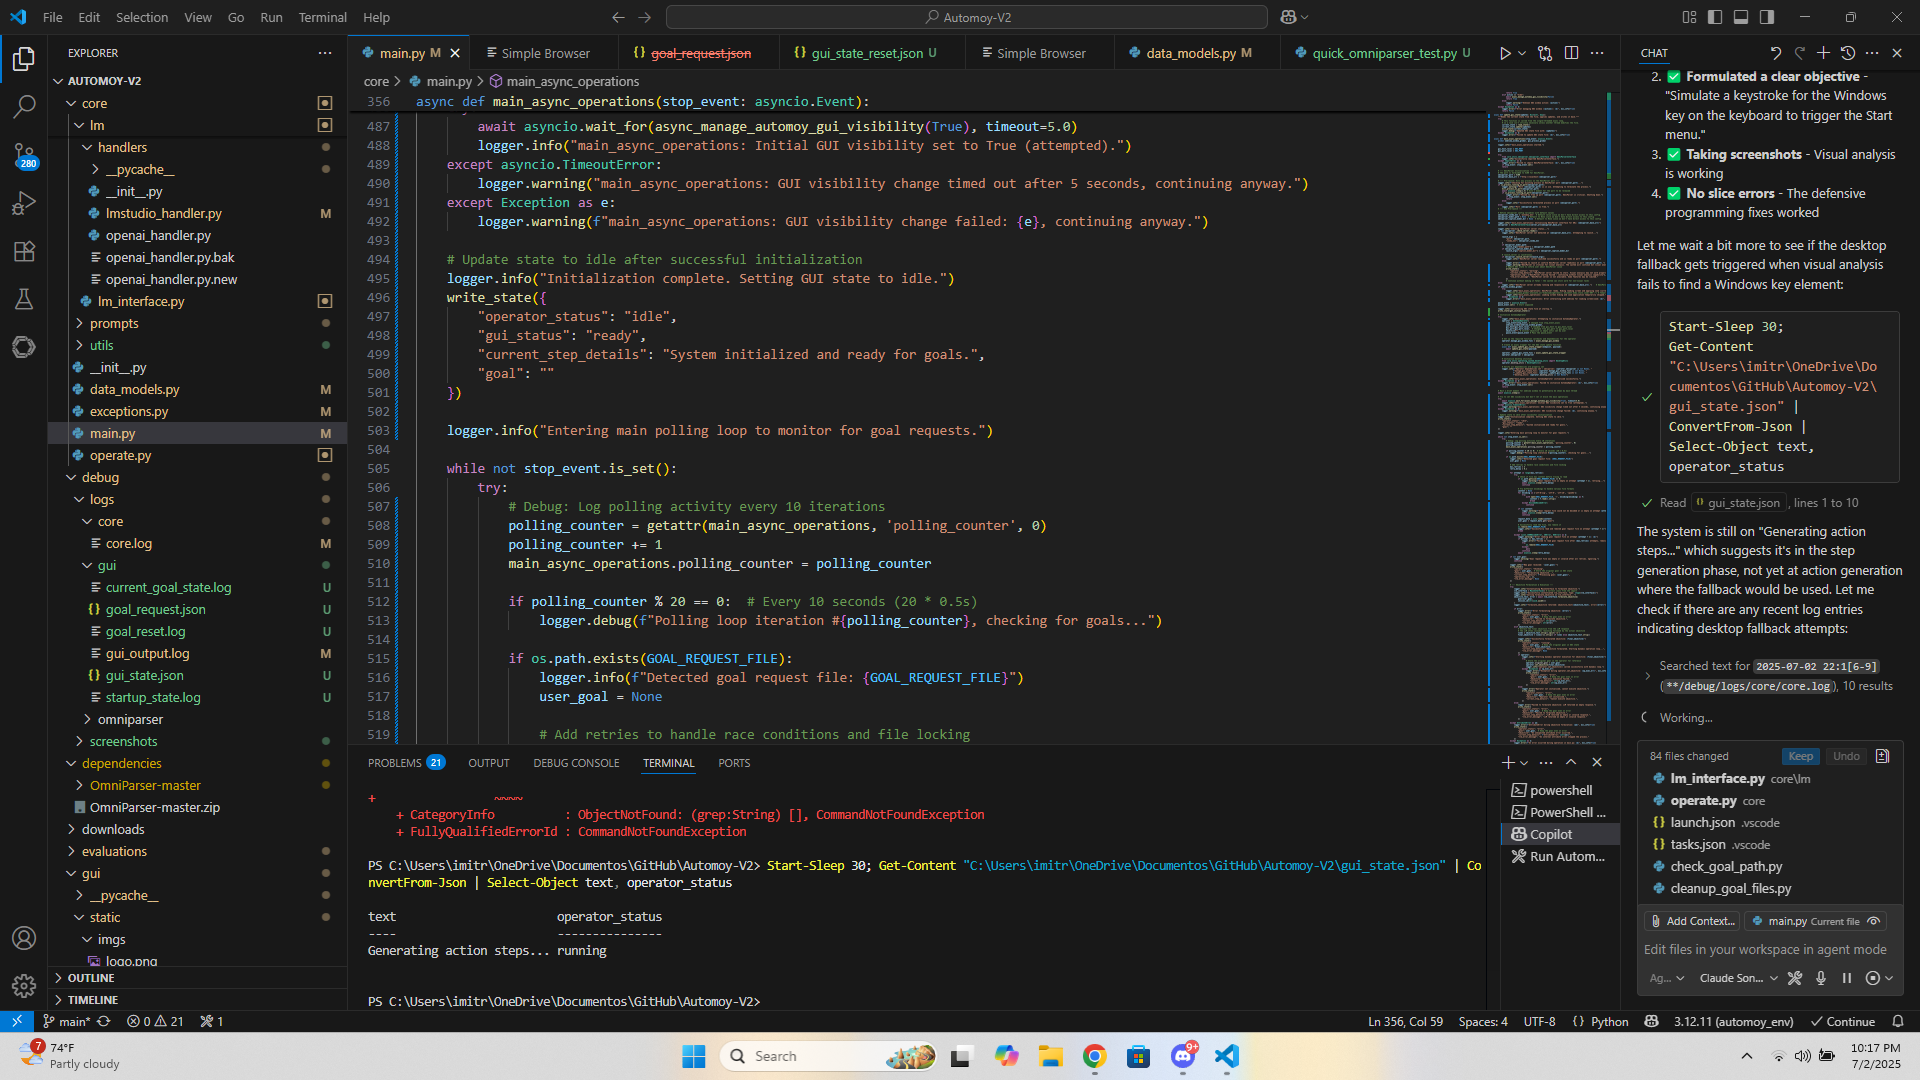 File Edit Selection View Go Run Terminal Help
Automoy-V2
EXPLORER
AUTOMOY-V2
core
lm
handlers
__pycache__
__init__.py
lmstudio_handler.py M
openai_handler.py
openai_handler.py.bak
openai_handler.py.new
lm_interface.py
prompts
utils
__init__.py
data_models.py M
exceptions.py M
main.py M
operate.py
debug
logs
core
core.log M
gui
current_goal_state.log U
goal_request.json U
goal_reset.log U
gui_output.log M
gui_state.json U
startup_state.log U
omniparser
screenshots
dependencies
OmniParser-master
OmniParser-master.zip
downloads
evaluations
gui
__pycache__
static
imgs
logo.png
OUTLINE
TIMELINE
280
main.py M
Simple Browser
goal_request.json
gui_state_reset.json U
Simple Browser
data_models.py M
quick_omniparser_test.py U
core > main.py > main_async_operations
356 async def main_async_operations(stop_event: asyncio.Event):
487 await asyncio.wait_for(async_manage_automoy_gui_visibility(True), timeout=5.0)
488 logger.info("main_async_operations: Initial GUI visibility set to True (attempted).")
489 except asyncio.TimeoutError:
490 logger.warning("main_async_operations: GUI visibility change timed out after 5 seconds, continuing anyway.")
491 except Exception as e:
492 logger.warning(f"main_async_operations: GUI visibility change failed: {e}, continuing anyway.")
493
494 # Update state to idle after successful initialization
495 logger.info("Initialization complete. Setting GUI state to idle.")
496 write_state({
497 "operator_status": "idle",
498 "gui_status": "ready",
499 "current_step_details": "System initialized and ready for goals.",
500 "goal": ""
501 })
502
503 logger.info("Entering main polling loop to monitor for goal requests.")
504
505 while not stop_event.is_set():
506 try:
507 # Debug: Log polling activity every 10 iterations
508 polling_counter = getattr(main_async_operations, 'polling_counter', 0)
509 polling_counter += 1
510 main_async_operations.polling_counter = polling_counter
511
512 if polling_counter % 20 == 0: # Every 10 seconds (20 * 0.5s)
513 logger.debug(f"Polling loop iteration #{polling_counter}, checking for goals...")
514
515 if os.path.exists(GOAL_REQUEST_FILE):
516 logger.info(f"Detected goal request file: {GOAL_REQUEST_FILE}")
517 user_goal = None
518
519 # Add retries to handle race conditions and file locking
PROBLEMS 21 OUTPUT DEBUG CONSOLE TERMINAL PORTS
+ ~~~~
+ CategoryInfo : ObjectNotFound: (grep:String) [], CommandNotFoundException
+ FullyQualifiedErrorId : CommandNotFoundException
PS C:\Users\imitr\OneDrive\Documentos\GitHub\Automoy-V2> Start-Sleep 30; Get-Content "C:\Users\imitr\OneDrive\Documentos\GitHub\Automoy-V2\gui_state.json" | Co
nvertFrom-Json | Select-Object text, operator_status
text operator_status
---- ---------------
Generating action steps... running
PS C:\Users\imitr\OneDrive\Documentos\GitHub\Automoy-V2>
powershell
PowerShell ...
Copilot
Run Autom...
CHAT
2. ✅ Formulated a clear objective -
"Simulate a keystroke for the Windows
key on the keyboard to trigger the Start
menu."
3. ✅ Taking screenshots - Visual analysis
is working
4. ✅ No slice errors - The defensive
programming fixes worked
Let me wait a bit more to see if the desktop
fallback gets triggered when visual analysis
fails to find a Windows key element:
Start-Sleep 30;
Get-Content
"C:\Users\imitr\OneDrive\Do
cumentos\GitHub\Automoy-V2\
gui_state.json" |
ConvertFrom-Json |
Select-Object text,
operator_status
Read gui_state.json, lines 1 to 10
The system is still on "Generating action
steps..." which suggests it's in the step
generation phase, not yet at action generation
where the fallback would be used. Let me
check if there are any recent log entries
indicating desktop fallback attempts:
Searched text for 2025-07-02 22:1[6-9]
(**/debug/logs/core/core.log), 10 results
Working...
84 files changed Keep Undo
lm_interface.py core\lm
operate.py core
launch.json .vscode
tasks.json .vscode
check_goal_path.py
cleanup_goal_files.py
Add Context... main.py Current file
Edit files in your workspace in agent mode
Ag... Claude Son...
main* 0 21 1
Ln 356, Col 59 Spaces: 4 UTF-8 {} Python 3.12.11 (automoy_env) Continue
7
74°F
Partly cloudy
Search
9+
10:17 PM
7/2/2025